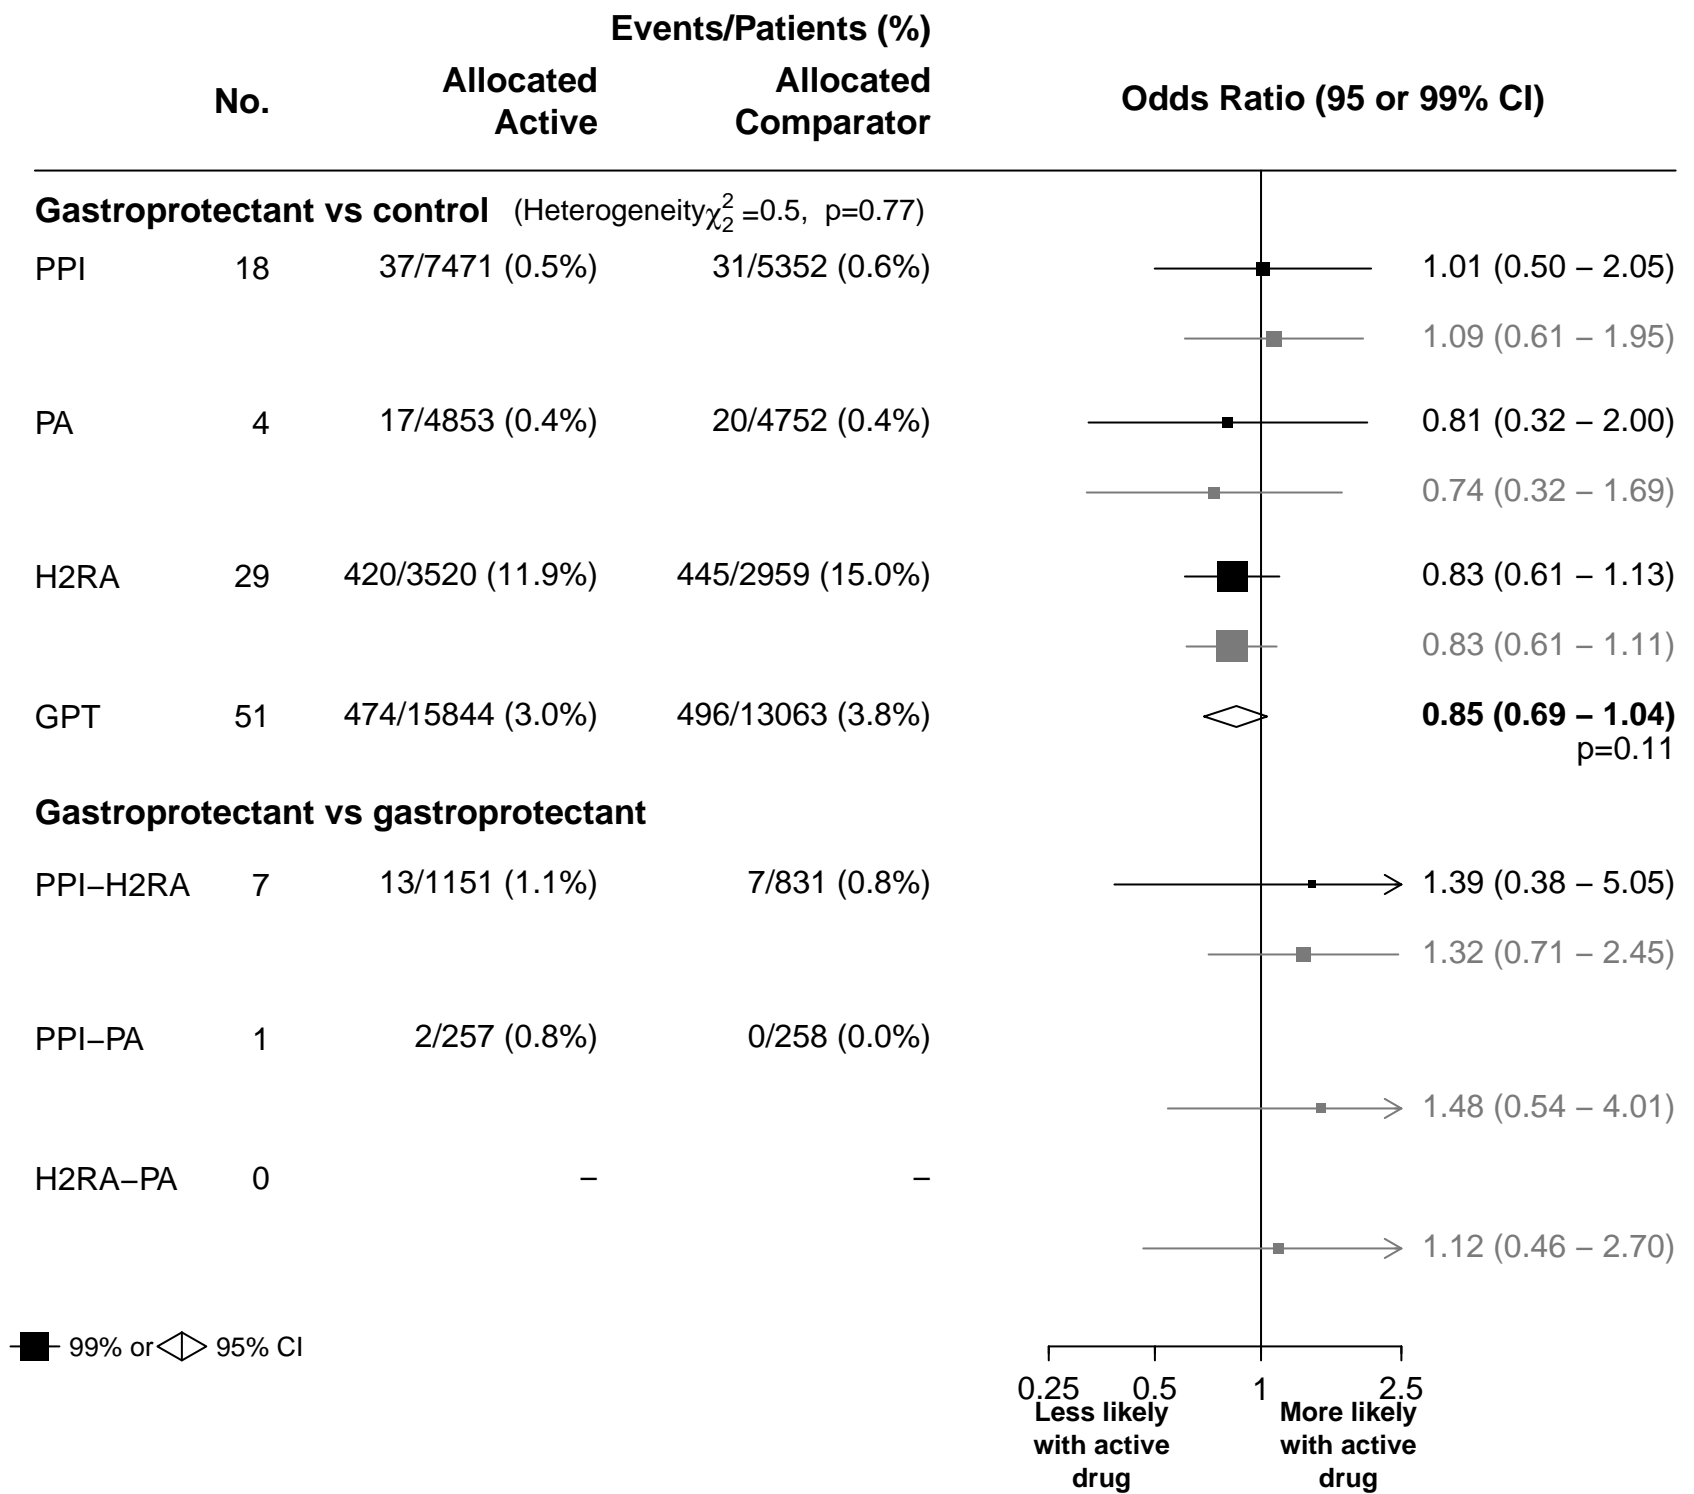 Events/Patients (%)
No. Allocated Active Allocated Comparator Odds Ratio (95 or 99% CI)
Gastroprotectant vs control (Heterogeneityχ²₂ =0.5, p=0.77)
PPI 18 37/7471 (0.5%) 31/5352 (0.6%) 1.01 (0.50 – 2.05)
1.09 (0.61 – 1.95)
PA 4 17/4853 (0.4%) 20/4752 (0.4%) 0.81 (0.32 – 2.00)
0.74 (0.32 – 1.69)
H2RA 29 420/3520 (11.9%) 445/2959 (15.0%) 0.83 (0.61 – 1.13)
0.83 (0.61 – 1.11)
GPT 51 474/15844 (3.0%) 496/13063 (3.8%) 0.85 (0.69 – 1.04)
p=0.11
Gastroprotectant vs gastroprotectant
PPI–H2RA 7 13/1151 (1.1%) 7/831 (0.8%) 1.39 (0.38 – 5.05)
1.32 (0.71 – 2.45)
PPI–PA 1 2/257 (0.8%) 0/258 (0.0%)
1.48 (0.54 – 4.01)
H2RA–PA 0 – –
1.12 (0.46 – 2.70)
99% or 95% CI
0.25 0.5 1 2.5
Less likely with active drug
More likely with active drug